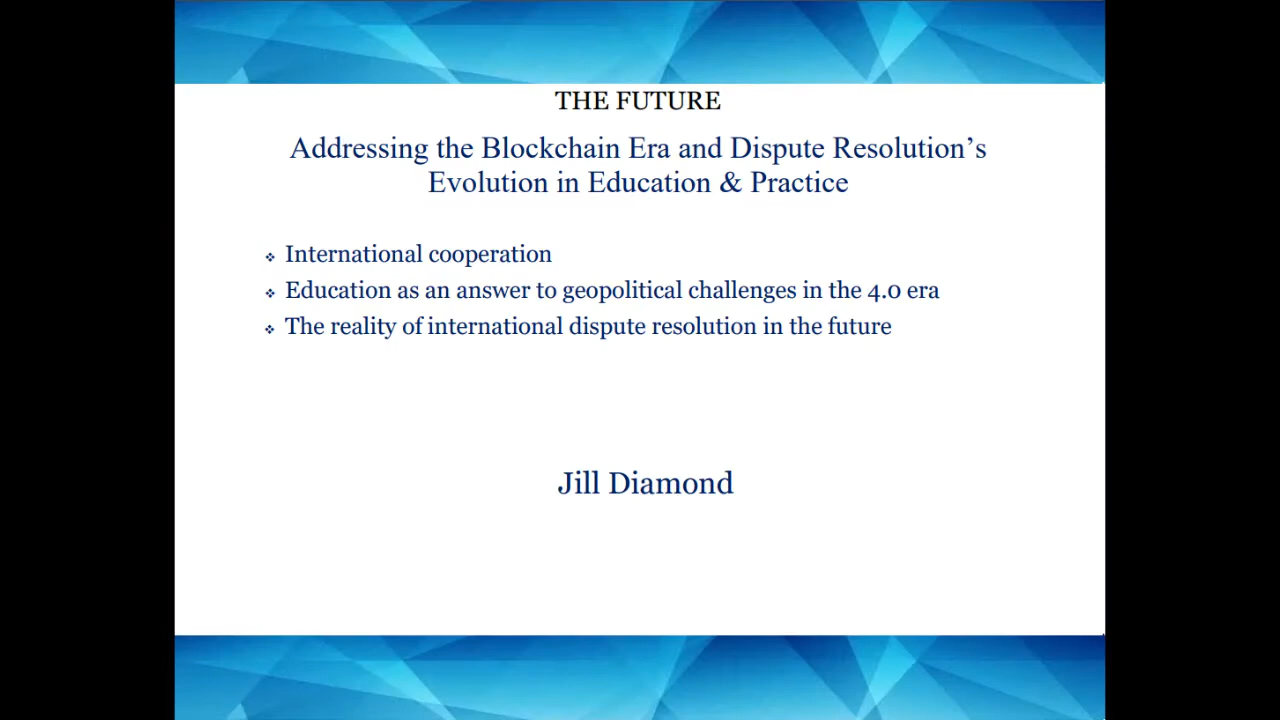 THE FUTURE
Addressing the Blockchain Era and Dispute Resolution’s
Evolution in Education & Practice
❖ International cooperation
❖ Education as an answer to geopolitical challenges in the 4.0 era
❖ The reality of international dispute resolution in the future
Jill Diamond